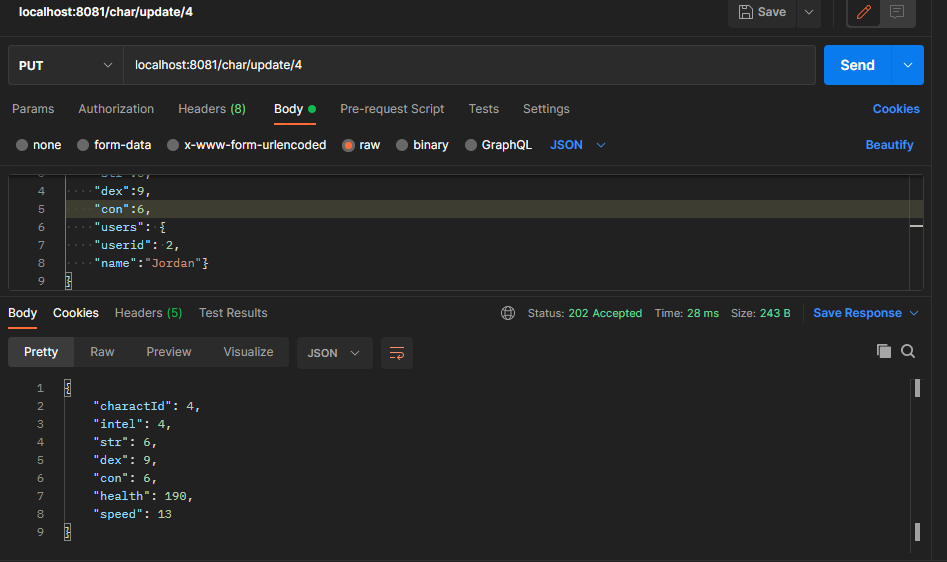 localhost:8081/char/update/4
Save
PUT
localhost:8081/char/update/4
Send
Params
Authorization
Headers (8)
Body
Pre-request Script
Tests
Settings
Cookies
none
form-data
x-www-form-urlencoded
raw
binary
GraphQL
JSON
Beautify
4 "dex":9,
5 "con":6,
6 "users": {
7 "userid": 2,
8 "name":"Jordan"}
9 }
Body
Cookies
Headers (5)
Test Results
Status: 202 Accepted
Time: 28 ms
Size: 243 B
Save Response
Pretty
Raw
Preview
Visualize
JSON
1 {
2 "charactId": 4,
3 "intel": 4,
4 "str": 6,
5 "dex": 9,
6 "con": 6,
7 "health": 190,
8 "speed": 13
9 }